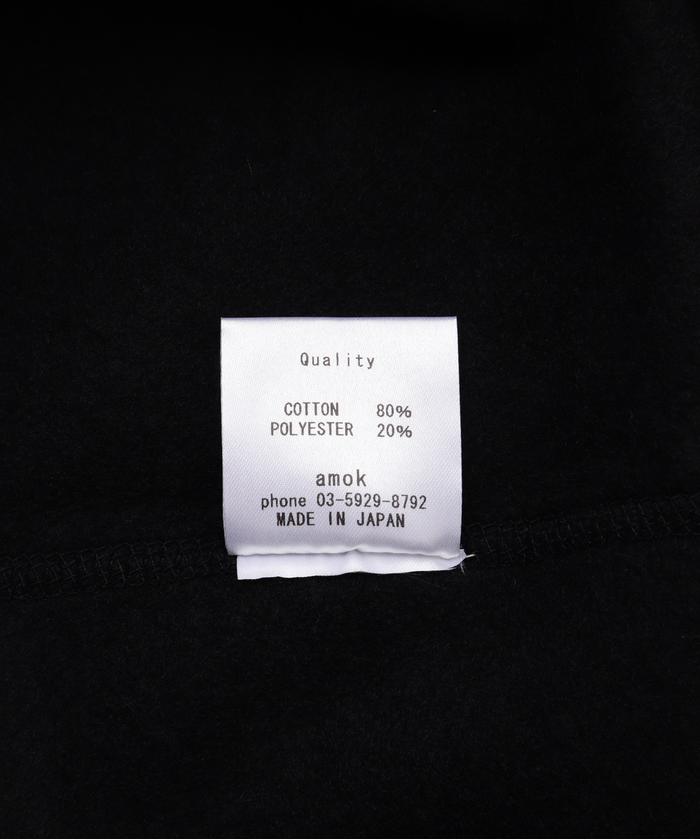 Quality
COTTON 80%
POLYESTER 20%
amok
phone 03-5929-8792
MADE IN JAPAN